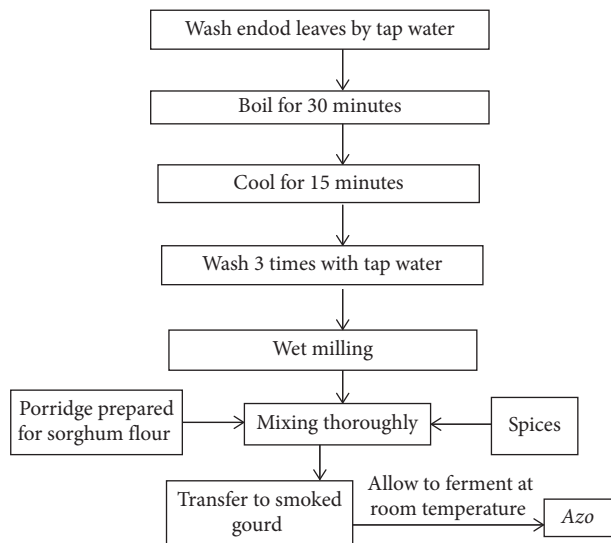 Wash endod leaves by tap water
Boil for 30 minutes
Cool for 15 minutes
Wash 3 times with tap water
Wet milling
Porridge prepared
for sorghum flour
Mixing thoroughly
Spices
Transfer to smoked
gourd
Allow to ferment at
room temperature
Azo